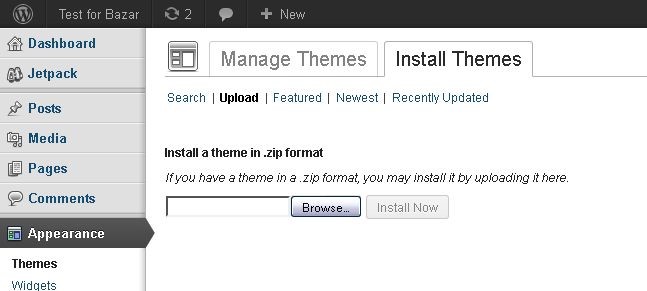 Test for Bazar 2 + New
Dashboard
Jetpack
Posts
Media
Pages
Comments
Appearance
Themes
Widgets
Manage Themes Install Themes
Search | Upload | Featured | Newest | Recently Updated
Install a theme in .zip format
If you have a theme in a .zip format, you may install it by uploading it here.
Browse... Install Now